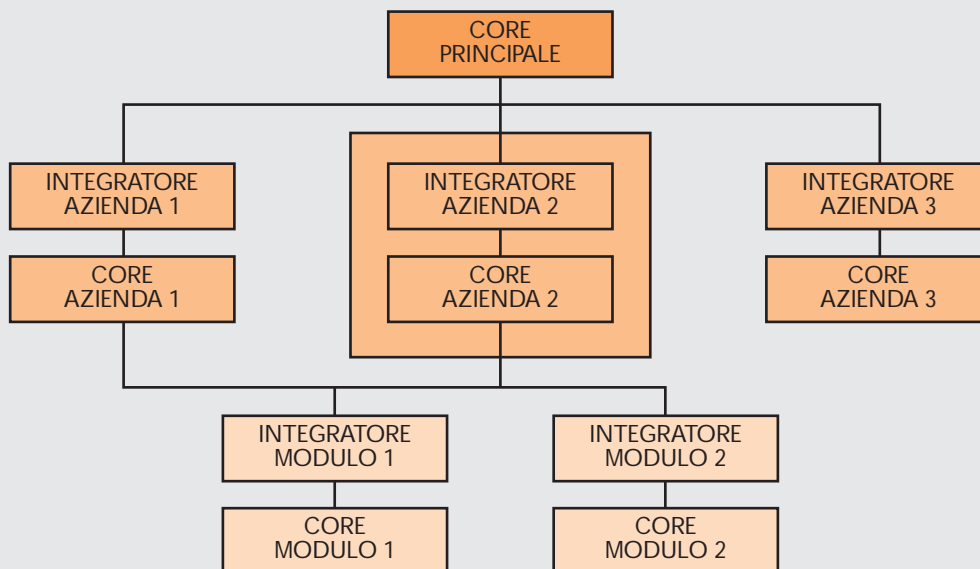 CORE
PRINCIPALE
INTEGRATORE
AZIENDA 1
INTEGRATORE
AZIENDA 2
INTEGRATORE
AZIENDA 3
CORE
AZIENDA 1
CORE
AZIENDA 2
CORE
AZIENDA 3
INTEGRATORE
MODULO 1
INTEGRATORE
MODULO 2
CORE
MODULO 1
CORE
MODULO 2